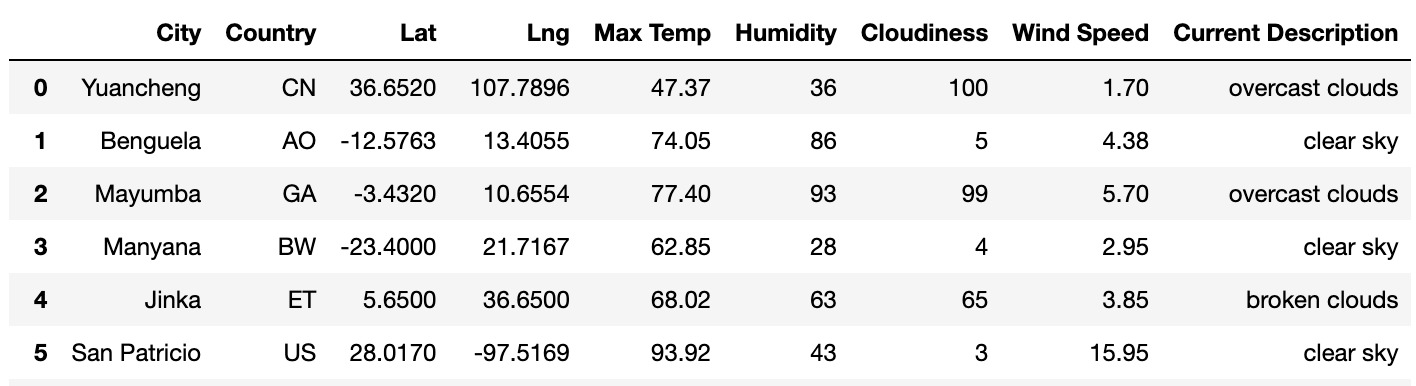 City Country Lat Lng Max Temp Humidity Cloudiness Wind Speed Current Description
0 Yuancheng CN 36.6520 107.7896 47.37 36 100 1.70 overcast clouds
1 Benguela AO -12.5763 13.4055 74.05 86 5 4.38 clear sky
2 Mayumba GA -3.4320 10.6554 77.40 93 99 5.70 overcast clouds
3 Manyana BW -23.4000 21.7167 62.85 28 4 2.95 clear sky
4 Jinka ET 5.6500 36.6500 68.02 63 65 3.85 broken clouds
5 San Patricio US 28.0170 -97.5169 93.92 43 3 15.95 clear sky